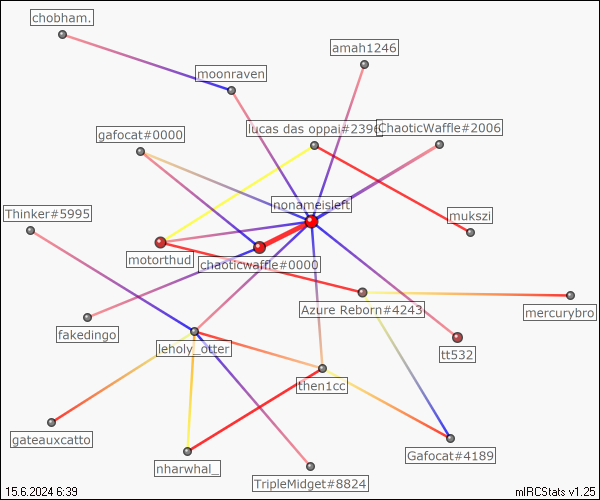 chobham.
amah1246
moonraven
gafocat#0000
lucas das oppai#2396
ChaoticWaffle#2006
nonameisleft
Thinker#5995
mukszi
motorthud
chaoticwaffle#0000
Azure Reborn#4243
mercurybro
fakedingo
leholy_otter
tt532
then1cc
gateauxcatto
Gafocat#4189
nharwhal_
TripleMidget#8824
15.6.2024 6:39
mIRCStats v1.25